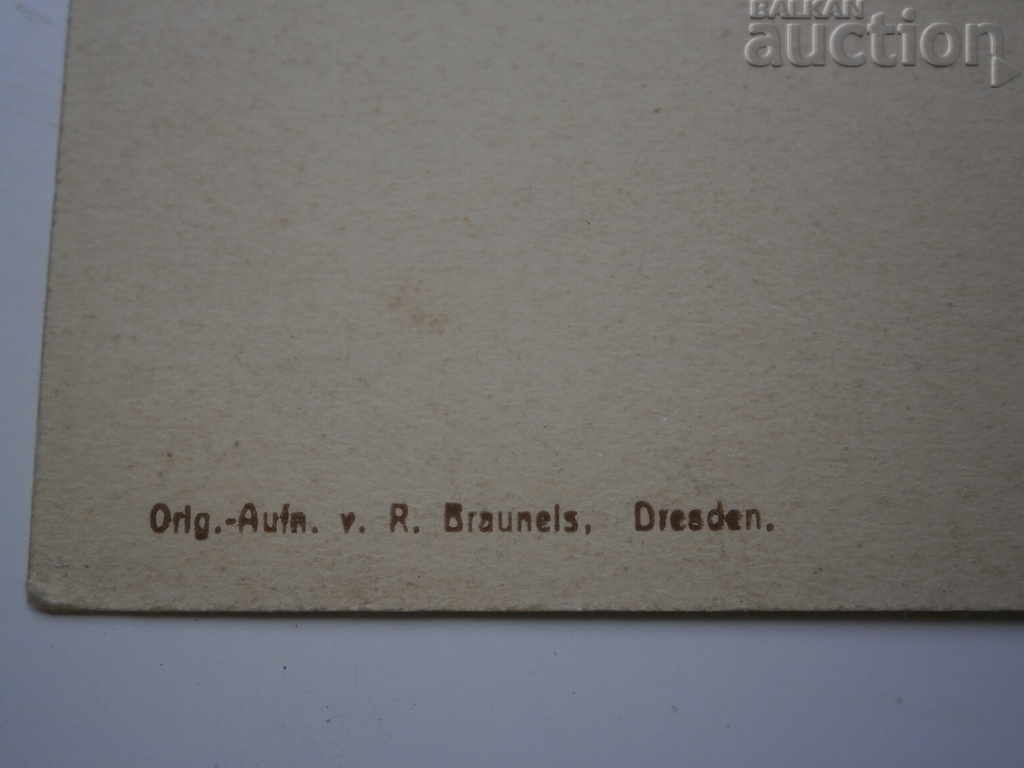 BALKAN
auction
Orig.-Aufn. v. R. Brauneis, Dresden.